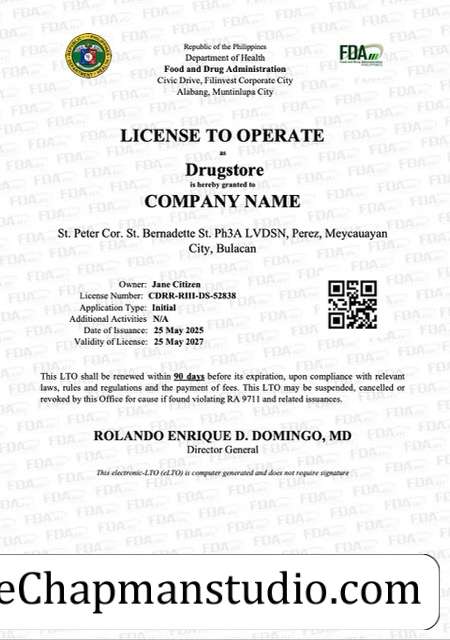 Republic of the Philippines
Department of Health
Food and Drug Administration
Civic Drive, Filinvest Corporate City
Alabang, Muntinlupa City
FDA
LICENSE TO OPERATE
as
Drugstore
is hereby granted to
COMPANY NAME
St. Peter Cor. St. Bernadette St. Ph3A LVDSN, Perez, Meycauayan
City, Bulacan
Owner: Jane Citizen
License Number: CDRR-RIII-DS-52838
Application Type: Initial
Additional Activities N/A
Date of Issuance: 25 May 2025
Validity of License: 25 May 2027
This LTO shall be renewed within 90 days before its expiration, upon compliance with relevant
laws, rules and regulations and the payment of fees. This LTO may be suspended, cancelled or
revoked by this Office for cause if found violating RA 9711 and related issuances.
ROLANDO ENRIQUE D. DOMINGO, MD
Director General
This electronic-LTO (eLTO) is computer generated and does not require signature
eChapmanstudio.com